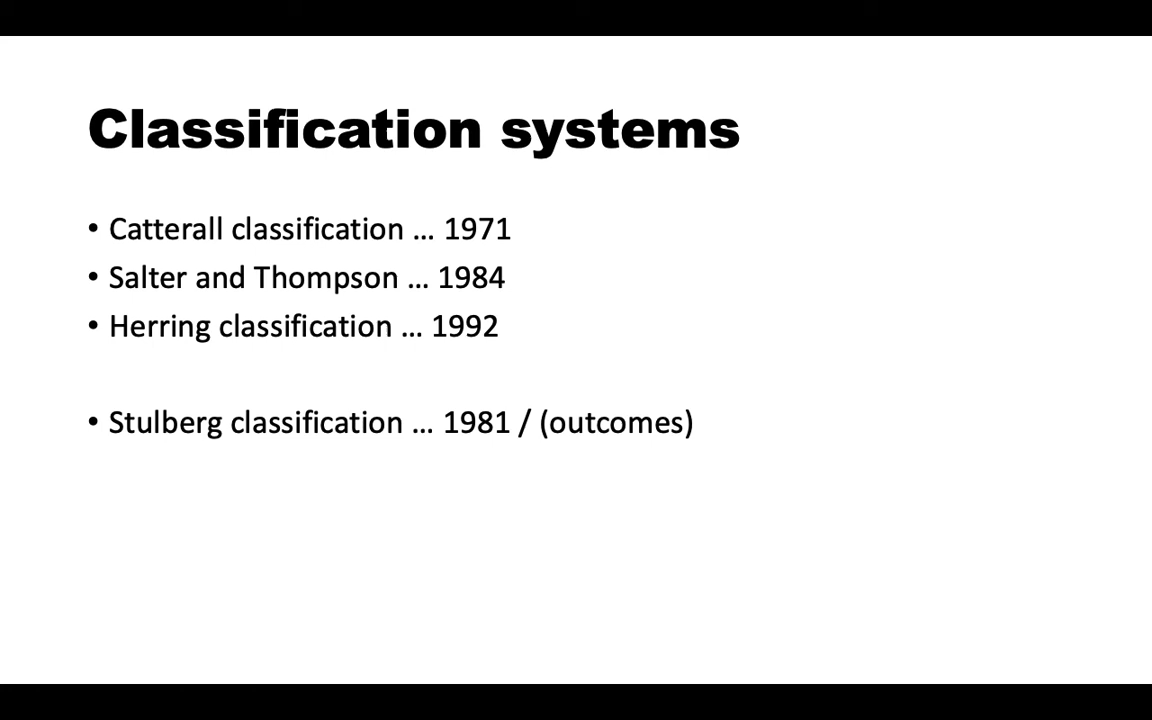 Classification systems
• Catterall classification … 1971
• Salter and Thompson … 1984
• Herring classification … 1992
• Stulberg classification … 1981 / (outcomes)